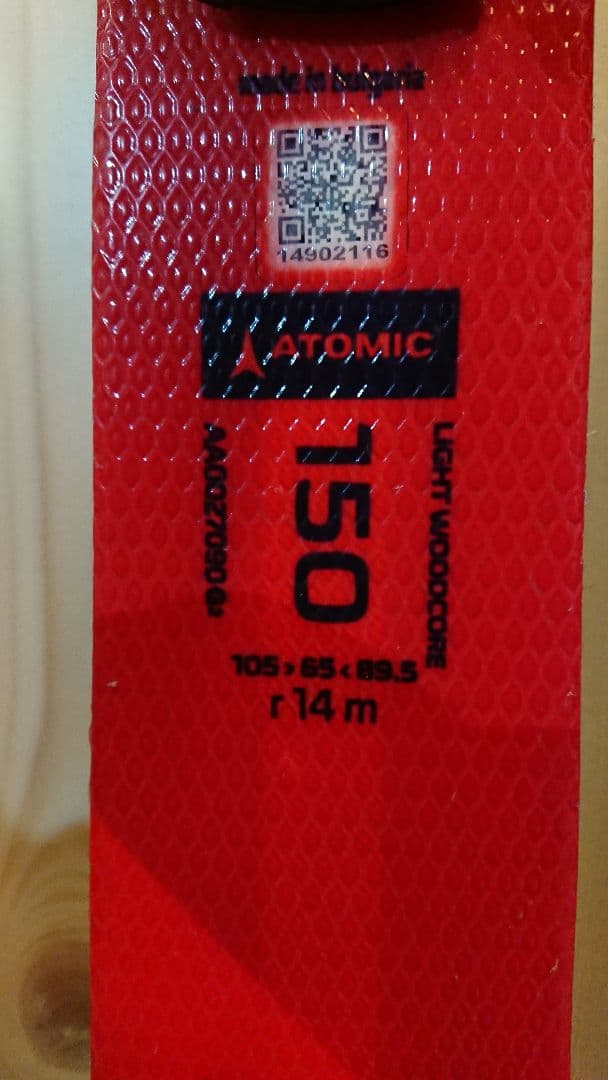 made in bulgaria
14902116
ATOMIC
LIGHT WOODCORE
150
AA0027090
105 > 65 < 89.5
r 14 m